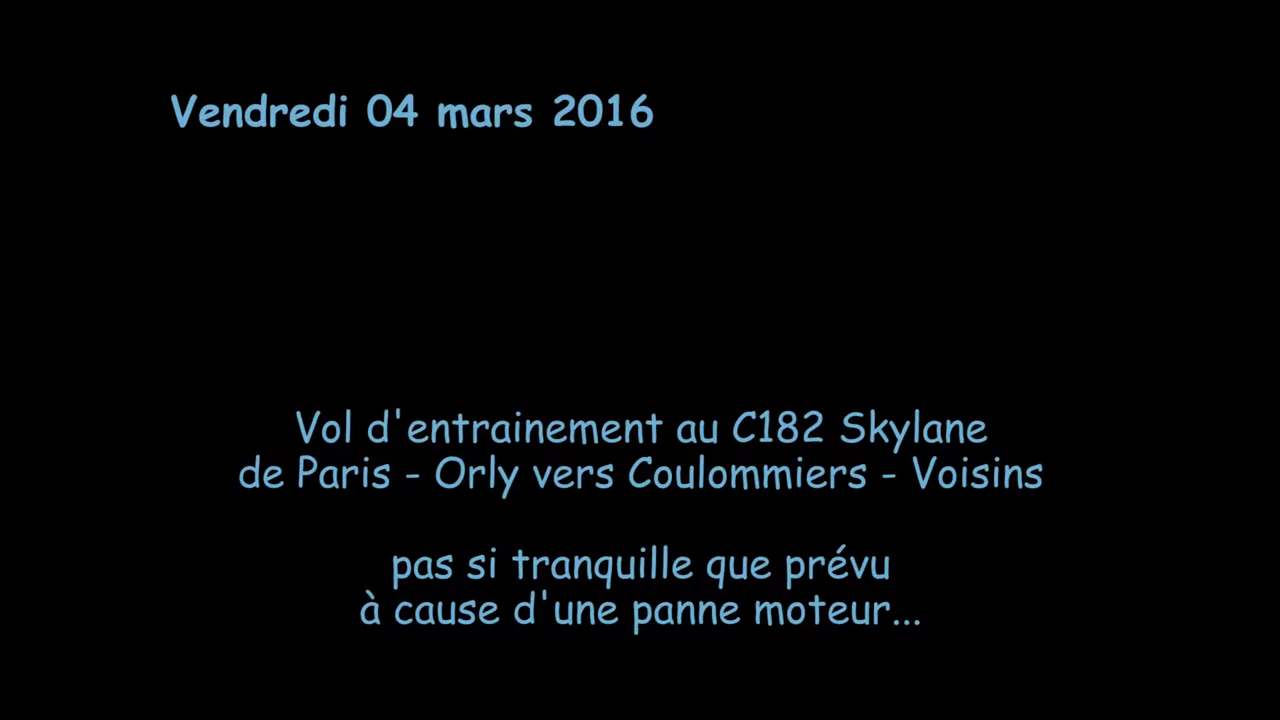 Vendredi 04 mars 2016
Vol d'entrainement au C182 Skylane
de Paris - Orly vers Coulommiers - Voisins
pas si tranquille que prévu
à cause d'une panne moteur...